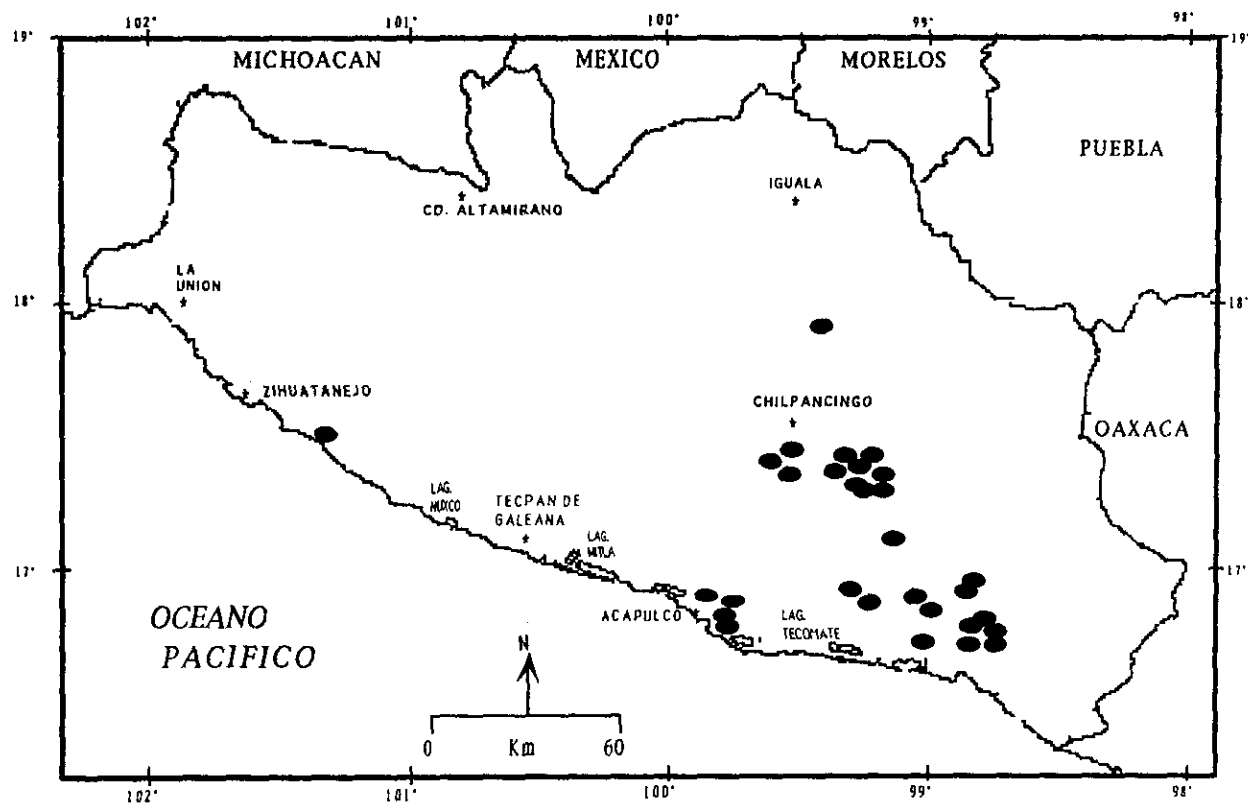 102° 101° 100° 99° 98°
19° 19°
MICHOACAN MEXICO MORELOS
PUEBLA
IGUALA
CD. ALTAMIRANO
LA
UNION
18° 18°
ZIHUATANEJO
CHILPANCINGO
OAXACA
LAG.
TECPAN DE
GALEANA
LAG.
MITLA
17° 17°
ACAPULCO
LAG.
TECOMATE
OCEANO
PACIFICO
N
0 Km 60
102° 101° 100° 99° 98°